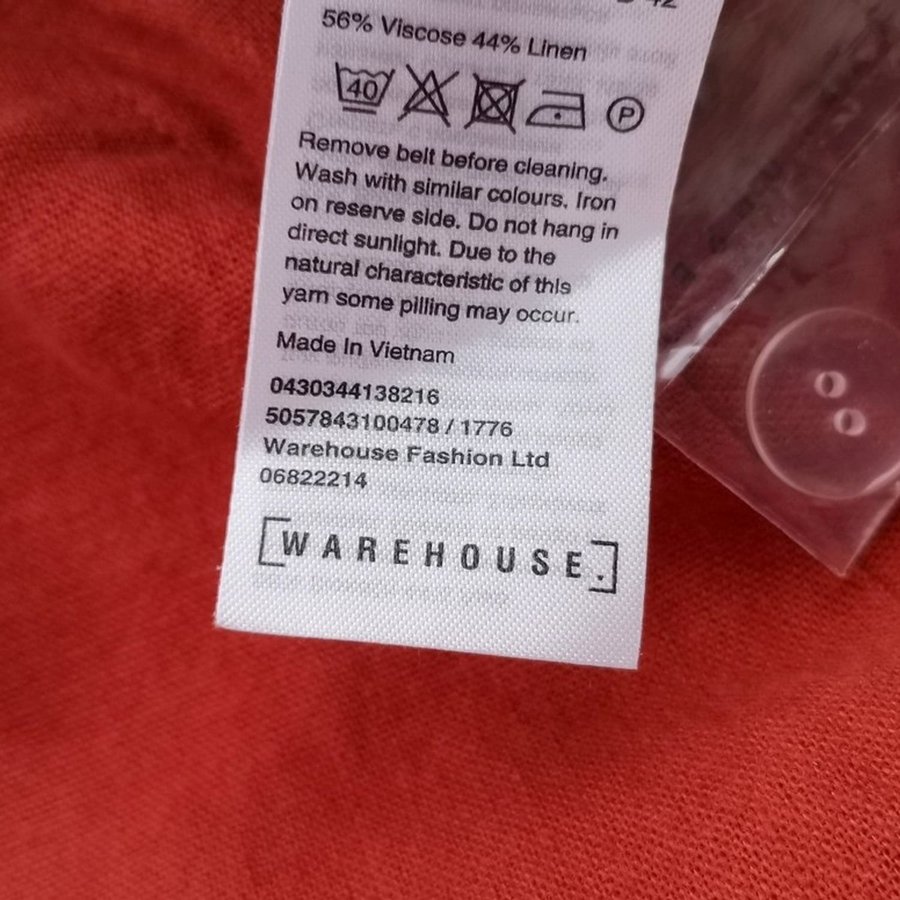 42
56% Viscose 44% Linen
40
P
Remove belt before cleaning.
Wash with similar colours. Iron
on reserve side. Do not hang in
direct sunlight. Due to the
natural characteristic of this
yarn some pilling may occur.
Made In Vietnam
0430344138216
5057843100478 / 1776
Warehouse Fashion Ltd
06822214
WAREHOUSE.